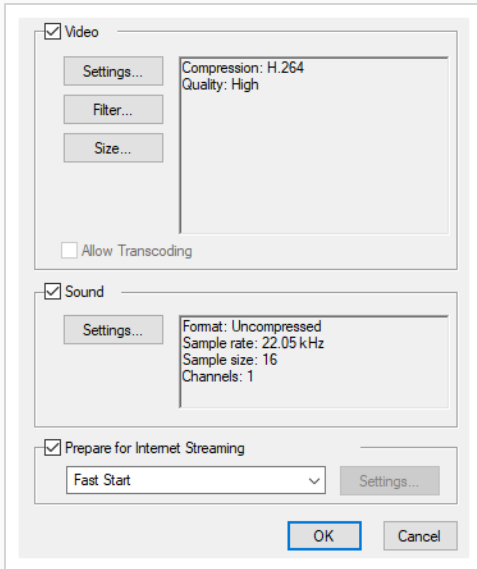 Video
Settings...
Compression: H.264
Quality: High
Filter...
Size...
Allow Transcoding
Sound
Settings...
Format: Uncompressed
Sample rate: 22.05 kHz
Sample size: 16
Channels: 1
Prepare for Internet Streaming
Fast Start
Settings...
OK
Cancel